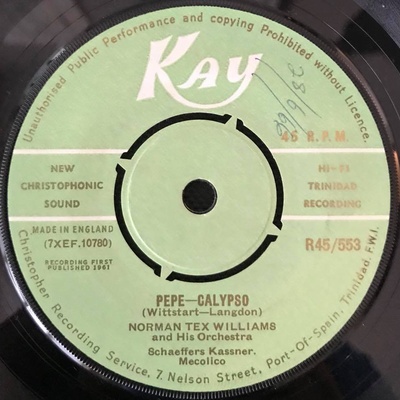 Unauthorised Public Performance and copying Prohibited without Licence
Kay
45 R.P.M.
NEW
CHRISTOPHONIC
SOUND
HI-FI
TRINIDAD
RECORDING
MADE IN ENGLAND
(7XEF.10780)
RECORDING FIRST
PUBLISHED 1961
R45/553
PEPE—CALYPSO
(Wittstart—Langdon)
NORMAN TEX WILLIAMS
and His Orchestra
Schaeffers Kassner.
Mecolico
Christopher Recording Service, 7. Nelson Street, Port-Of-Spain, Trinidad, F.W.I.